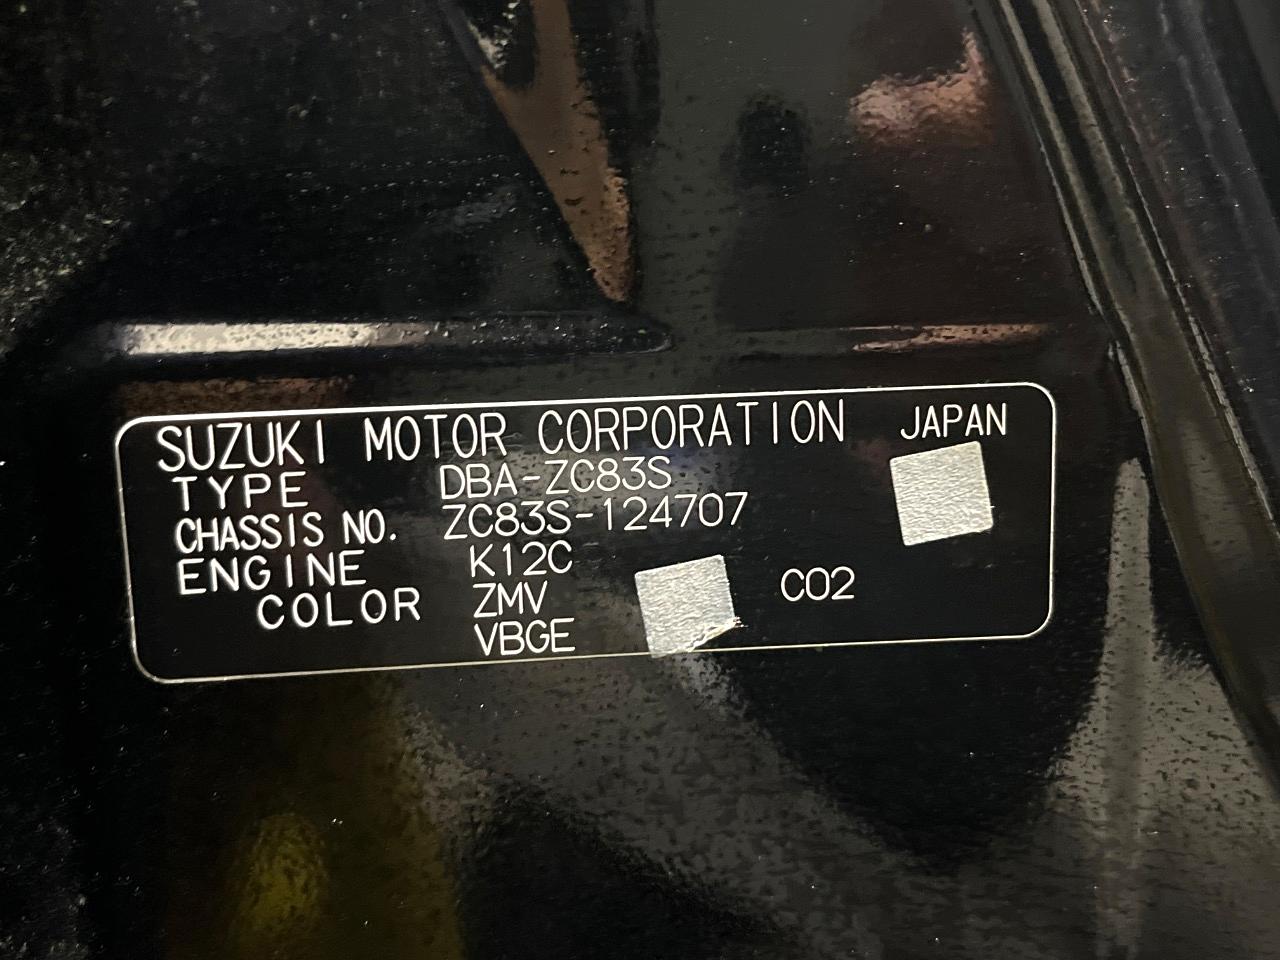 SUZUKI MOTOR CORPORATION JAPAN
TYPE DBA-ZC83S
CHASSIS NO. ZC83S-124707
ENGINE K12C
COLOR ZMV C02
VBGE